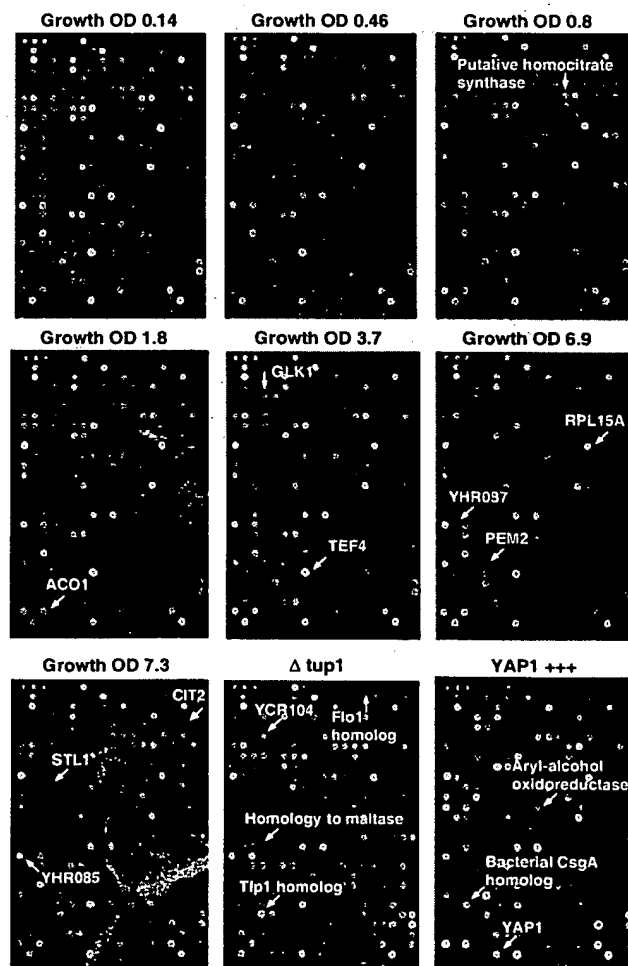 Growth OD 0.14
Growth OD 0.46
Growth OD 0.8
Putative homocitrate
synthase
Growth OD 1.8
Growth OD 3.7
Growth OD 6.9
GLK1
RPL15A
YHR087
PEM2
TEF4
ACO1
Growth OD 7.3
Δ tup1
YAP1 +++
CIT2
YCR104
Flo1
homolog
STL1
Aryl-alcohol
oxidoreductase
Homology to maltase
Bacterial CsgA
homolog
YHR085
Tfp1 homolog
YAP1